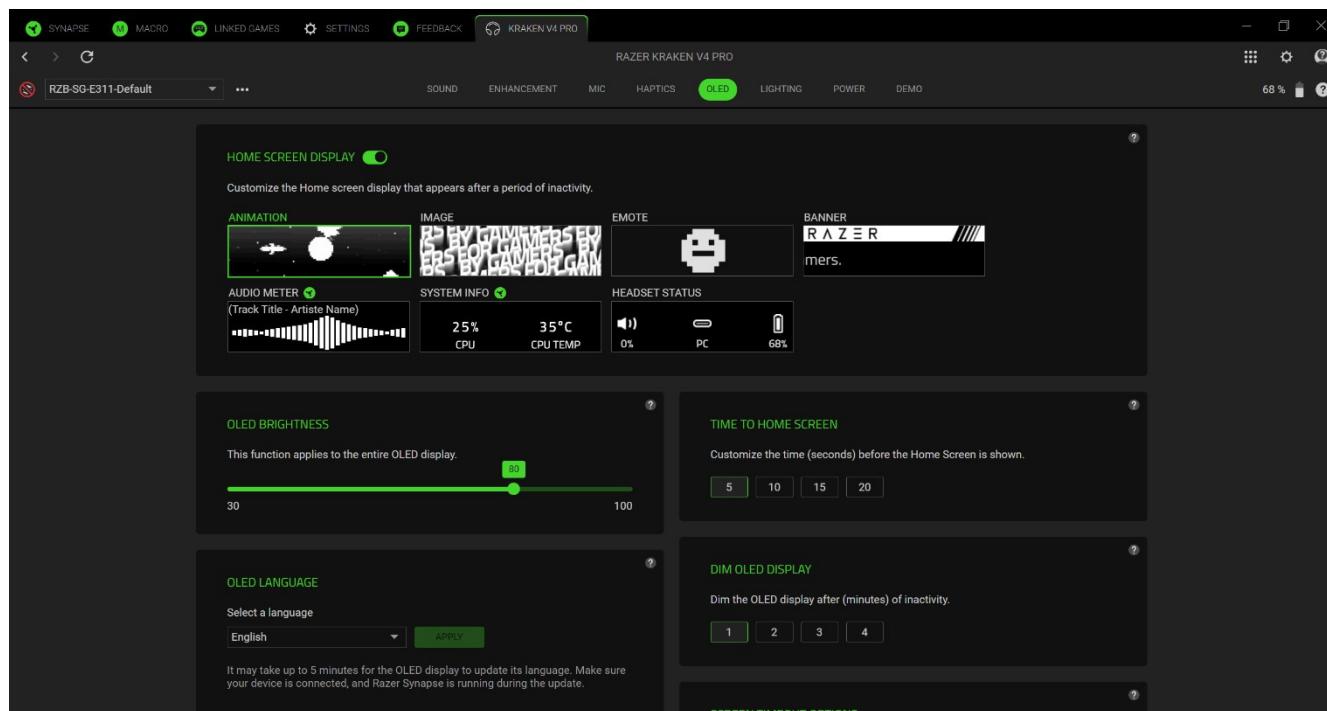 SYNAPSE MACRO LINKED GAMES SETTINGS FEEDBACK KRAKEN V4 PRO
RAZER KRAKEN V4 PRO
RZB-SG-E311-Default SOUND ENHANCEMENT MIC HAPTICS OLED LIGHTING POWER DEMO 68 %
HOME SCREEN DISPLAY
Customize the Home screen display that appears after a period of inactivity.
ANIMATION IMAGE EMOTE BANNER
BY GAMERS
FOR GAMERS
RAZER
mers.
AUDIO METER SYSTEM INFO HEADSET STATUS
(Track Title - Artiste Name)
25% 35°C
CPU CPU TEMP
0% PC 68%
OLED BRIGHTNESS
This function applies to the entire OLED display.
80
30 100
TIME TO HOME SCREEN
Customize the time (seconds) before the Home Screen is shown.
5 10 15 20
OLED LANGUAGE
Select a language
English APPLY
It may take up to 5 minutes for the OLED display to update its language. Make sure
your device is connected, and Razer Synapse is running during the update.
DIM OLED DISPLAY
Dim the OLED display after (minutes) of inactivity.
1 2 3 4
SCREEN TIMEOUT OPTIONS